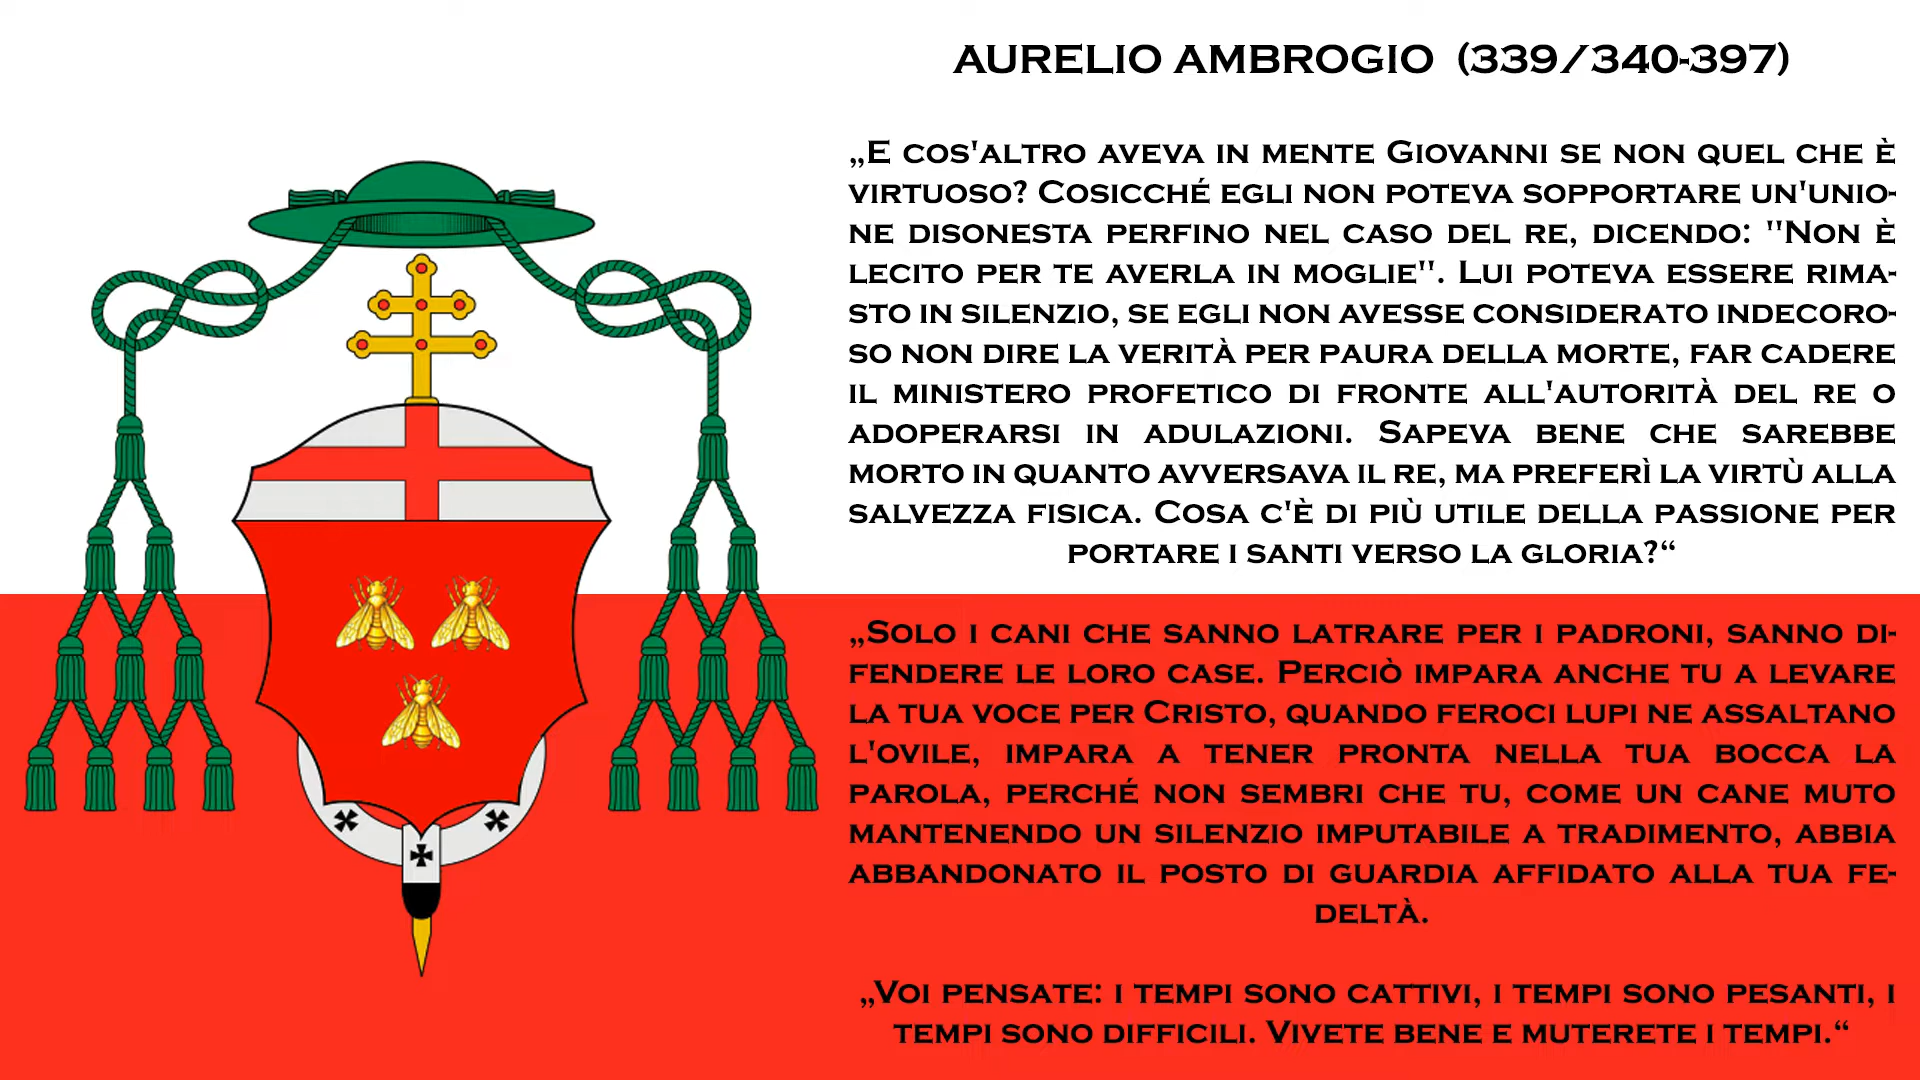 AURELIO AMBROGIO (339/340-397)
„E COS'ALTRO AVEVA IN MENTE GIOVANNI SE NON QUEL CHE È
VIRTUOSO? COSICCHÉ EGLI NON POTEVA SOPPORTARE UN'UNIO-
NE DISONESTA PERFINO NEL CASO DEL RE, DICENDO: "NON È
LECITO PER TE AVERLA IN MOGLIE". LUI POTEVA ESSERE RIMA-
STO IN SILENZIO, SE EGLI NON AVESSE CONSIDERATO INDECORO-
SO NON DIRE LA VERITÀ PER PAURA DELLA MORTE, FAR CADERE
IL MINISTERO PROFETICO DI FRONTE ALL'AUTORITÀ DEL RE O
ADOPERARSI IN ADULAZIONI. SAPEVA BENE CHE SAREBBE
MORTO IN QUANTO AVVERSAVA IL RE, MA PREFERÌ LA VIRTÙ ALLA
SALVEZZA FISICA. COSA C'È DI PIÙ UTILE DELLA PASSIONE PER
PORTARE I SANTI VERSO LA GLORIA?“
„SOLO I CANI CHE SANNO LATRARE PER I PADRONI, SANNO DI-
FENDERE LE LORO CASE. PERCIÒ IMPARA ANCHE TU A LEVARE
LA TUA VOCE PER CRISTO, QUANDO FEROCI LUPI NE ASSALTANO
L'OVILE, IMPARA A TENER PRONTA NELLA TUA BOCCA LA
PAROLA, PERCHÉ NON SEMBRI CHE TU, COME UN CANE MUTO
MANTENENDO UN SILENZIO IMPUTABILE A TRADIMENTO, ABBIA
ABBANDONATO IL POSTO DI GUARDIA AFFIDATO ALLA TUA FE-
DELTÀ.
„VOI PENSATE: I TEMPI SONO CATTIVI, I TEMPI SONO PESANTI, I
TEMPI SONO DIFFICILI. VIVETE BENE E MUTERETE I TEMPI.“